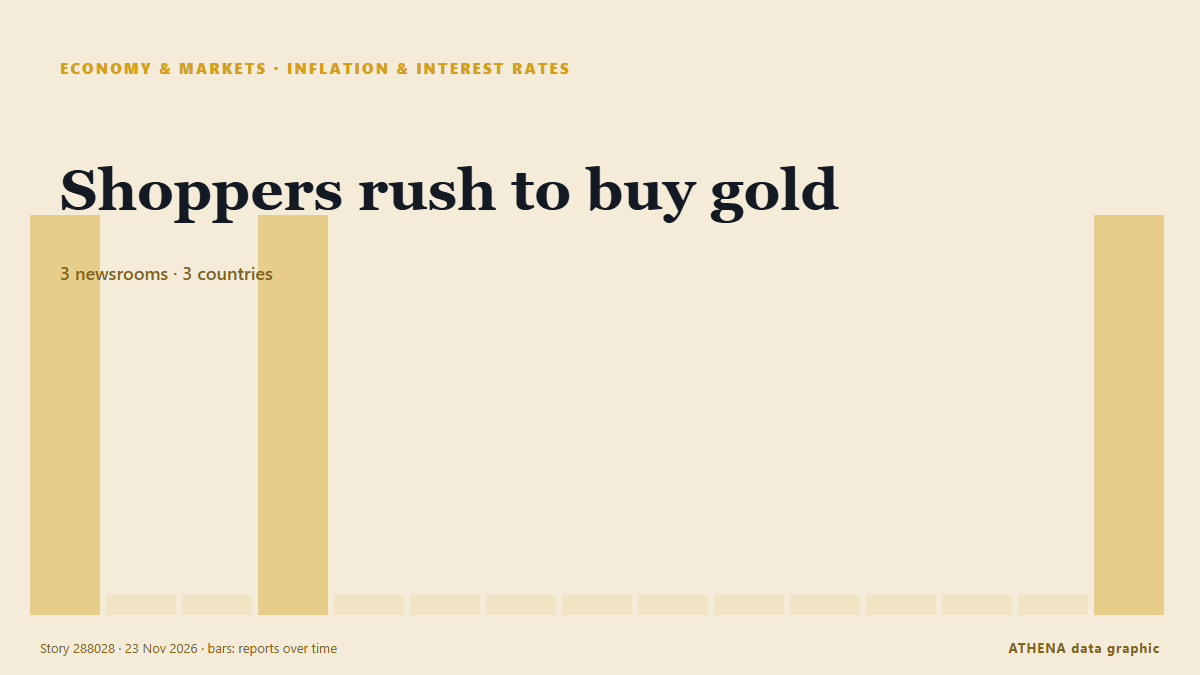 ECONOMY & MARKETS · INFLATION & INTEREST RATES
Shoppers rush to buy gold
3 newsrooms · 3 countries
Story 288028 · 23 Nov 2026 · bars: reports over time
ATHENA data graphic